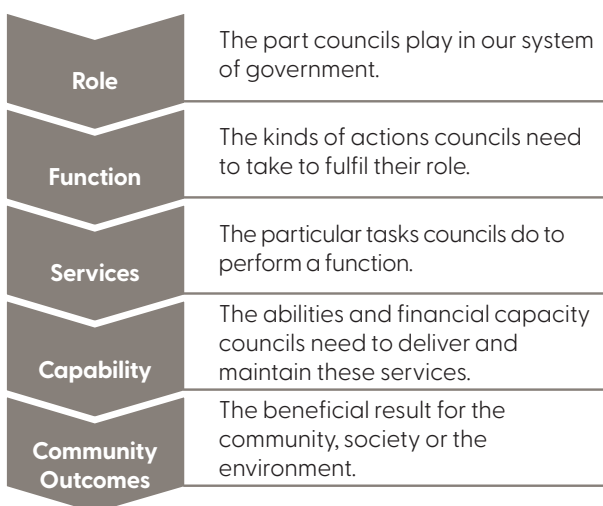 Role
The part councils play in our system
of government.
Function
The kinds of actions councils need
to take to fulfil their role.
Services
The particular tasks councils do to
perform a function.
Capability
The abilities and financial capacity
councils need to deliver and
maintain these services.
Community
Outcomes
The beneficial result for the
community, society or the
environment.